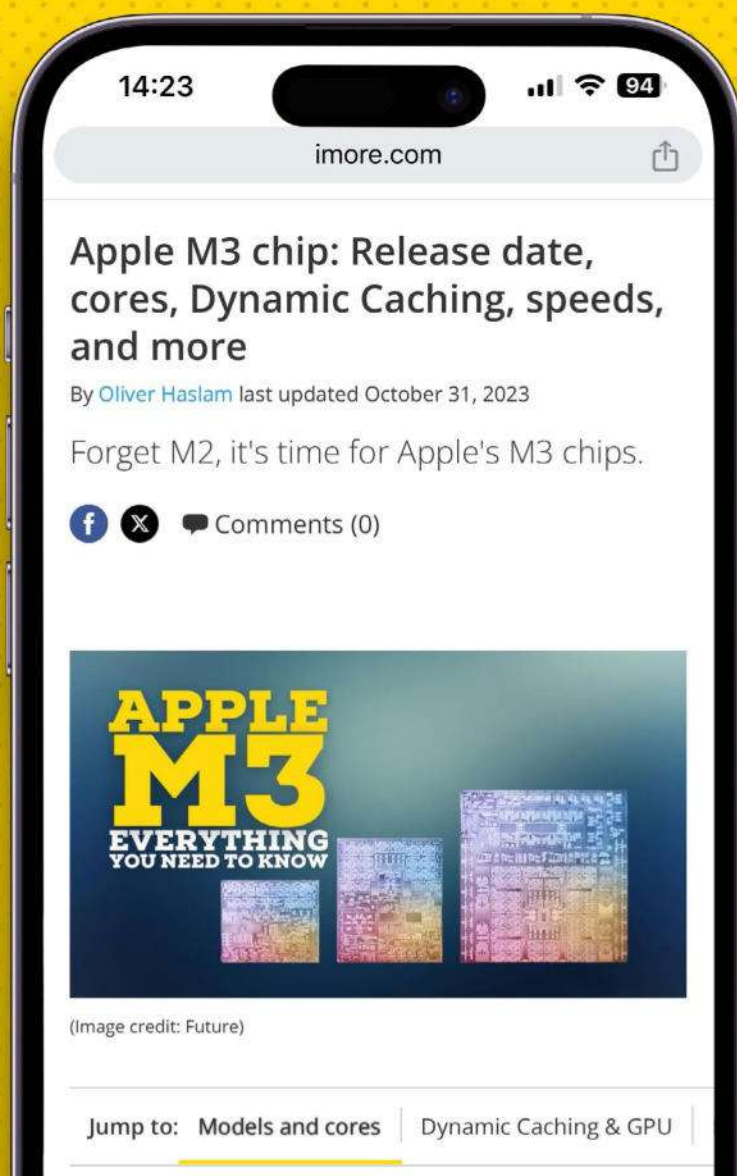 14:23
94
imore.com
Apple M3 chip: Release date,
cores, Dynamic Caching, speeds,
and more
By Oliver Haslam last updated October 31, 2023
Forget M2, it's time for Apple's M3 chips.
Comments (0)
APPLE
M3
EVERYTHING
YOU NEED TO KNOW
(Image credit: Future)
Jump to: Models and cores Dynamic Caching & GPU